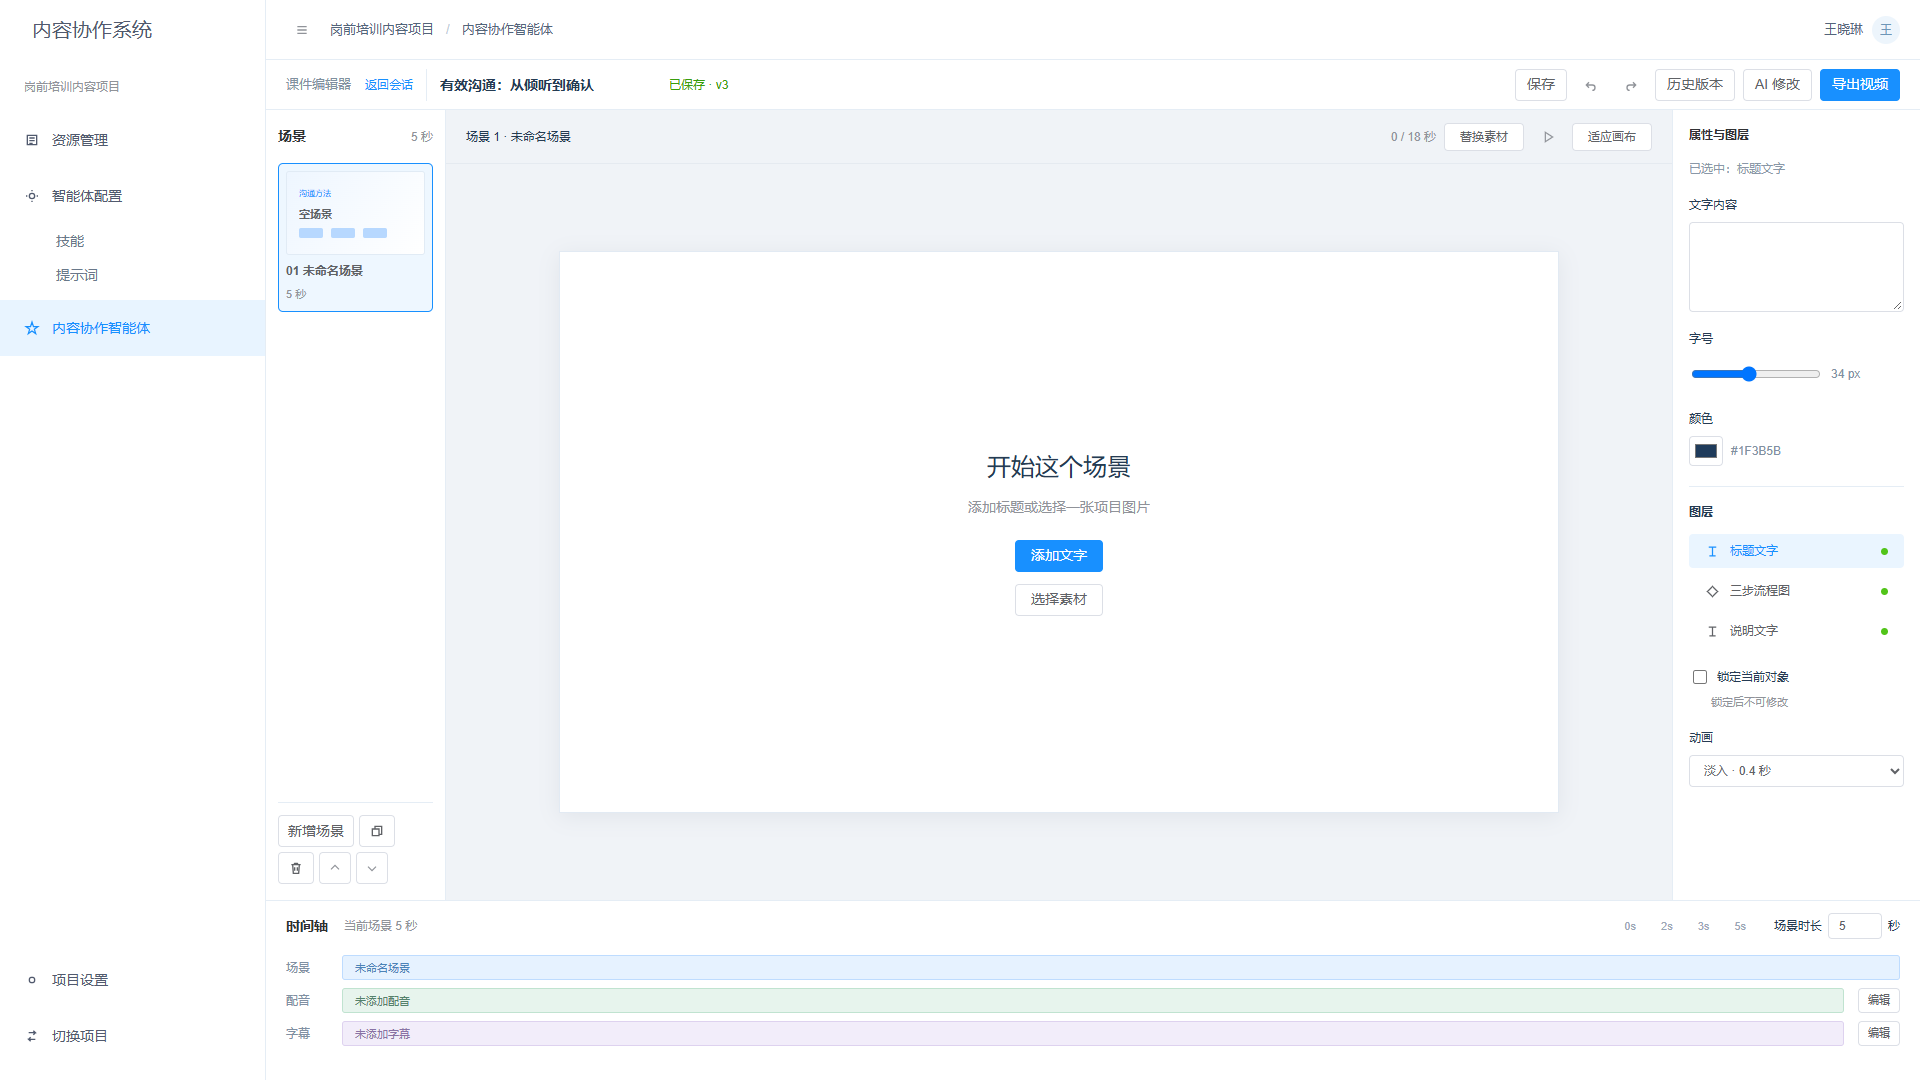 内容协作系统
岗前培训内容项目
资源管理
智能体配置
技能
提示词
内容协作智能体
项目设置
切换项目
岗前培训内容项目 / 内容协作智能体
王晓琳 王
课件编辑器 返回会话 有效沟通：从倾听到确认 已保存 · v3
保存 历史版本 AI 修改 导出视频
场景 5 秒
沟通方法
空场景
01 未命名场景
5 秒
新增场景
场景 1 · 未命名场景 0 / 18 秒 替换素材 适应画布
开始这个场景
添加标题或选择一张项目图片
添加文字
选择素材
属性与图层
已选中：标题文字
文字内容
字号
34 px
颜色
#1F3B5B
图层
标题文字
三步流程图
说明文字
锁定当前对象
锁定后不可修改
动画
淡入 · 0.4 秒
时间轴 当前场景 5 秒 0s 2s 3s 5s 场景时长 5 秒
场景 未命名场景
配音 未添加配音 编辑
字幕 未添加字幕 编辑